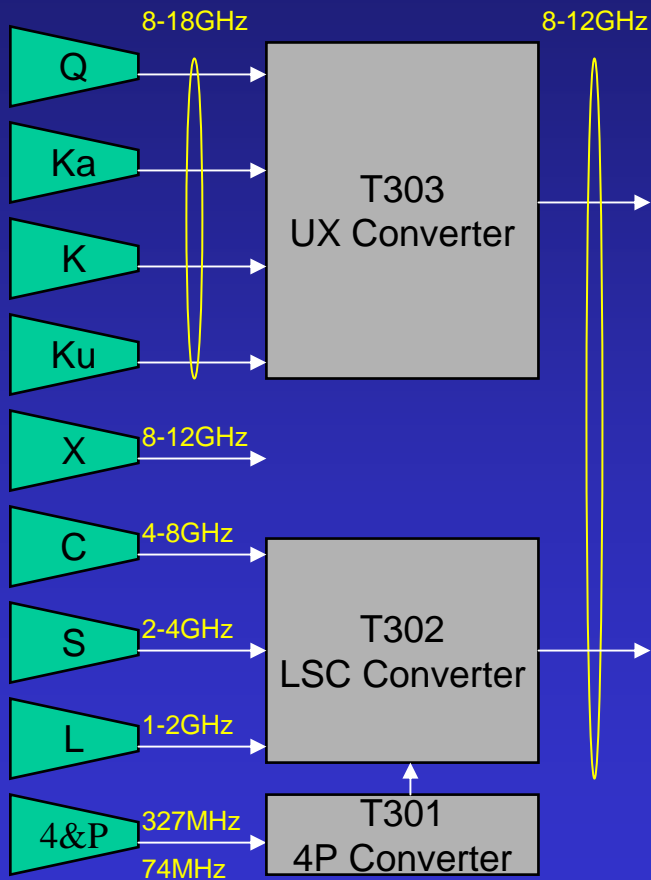 8-18GHz
8-12GHz
Q
Ka
T303
UX Converter
K
Ku
X
8-12GHz
C
4-8GHz
S
2-4GHz
T302
LSC Converter
L
1-2GHz
4&P
327MHz
74MHz
T301
4P Converter